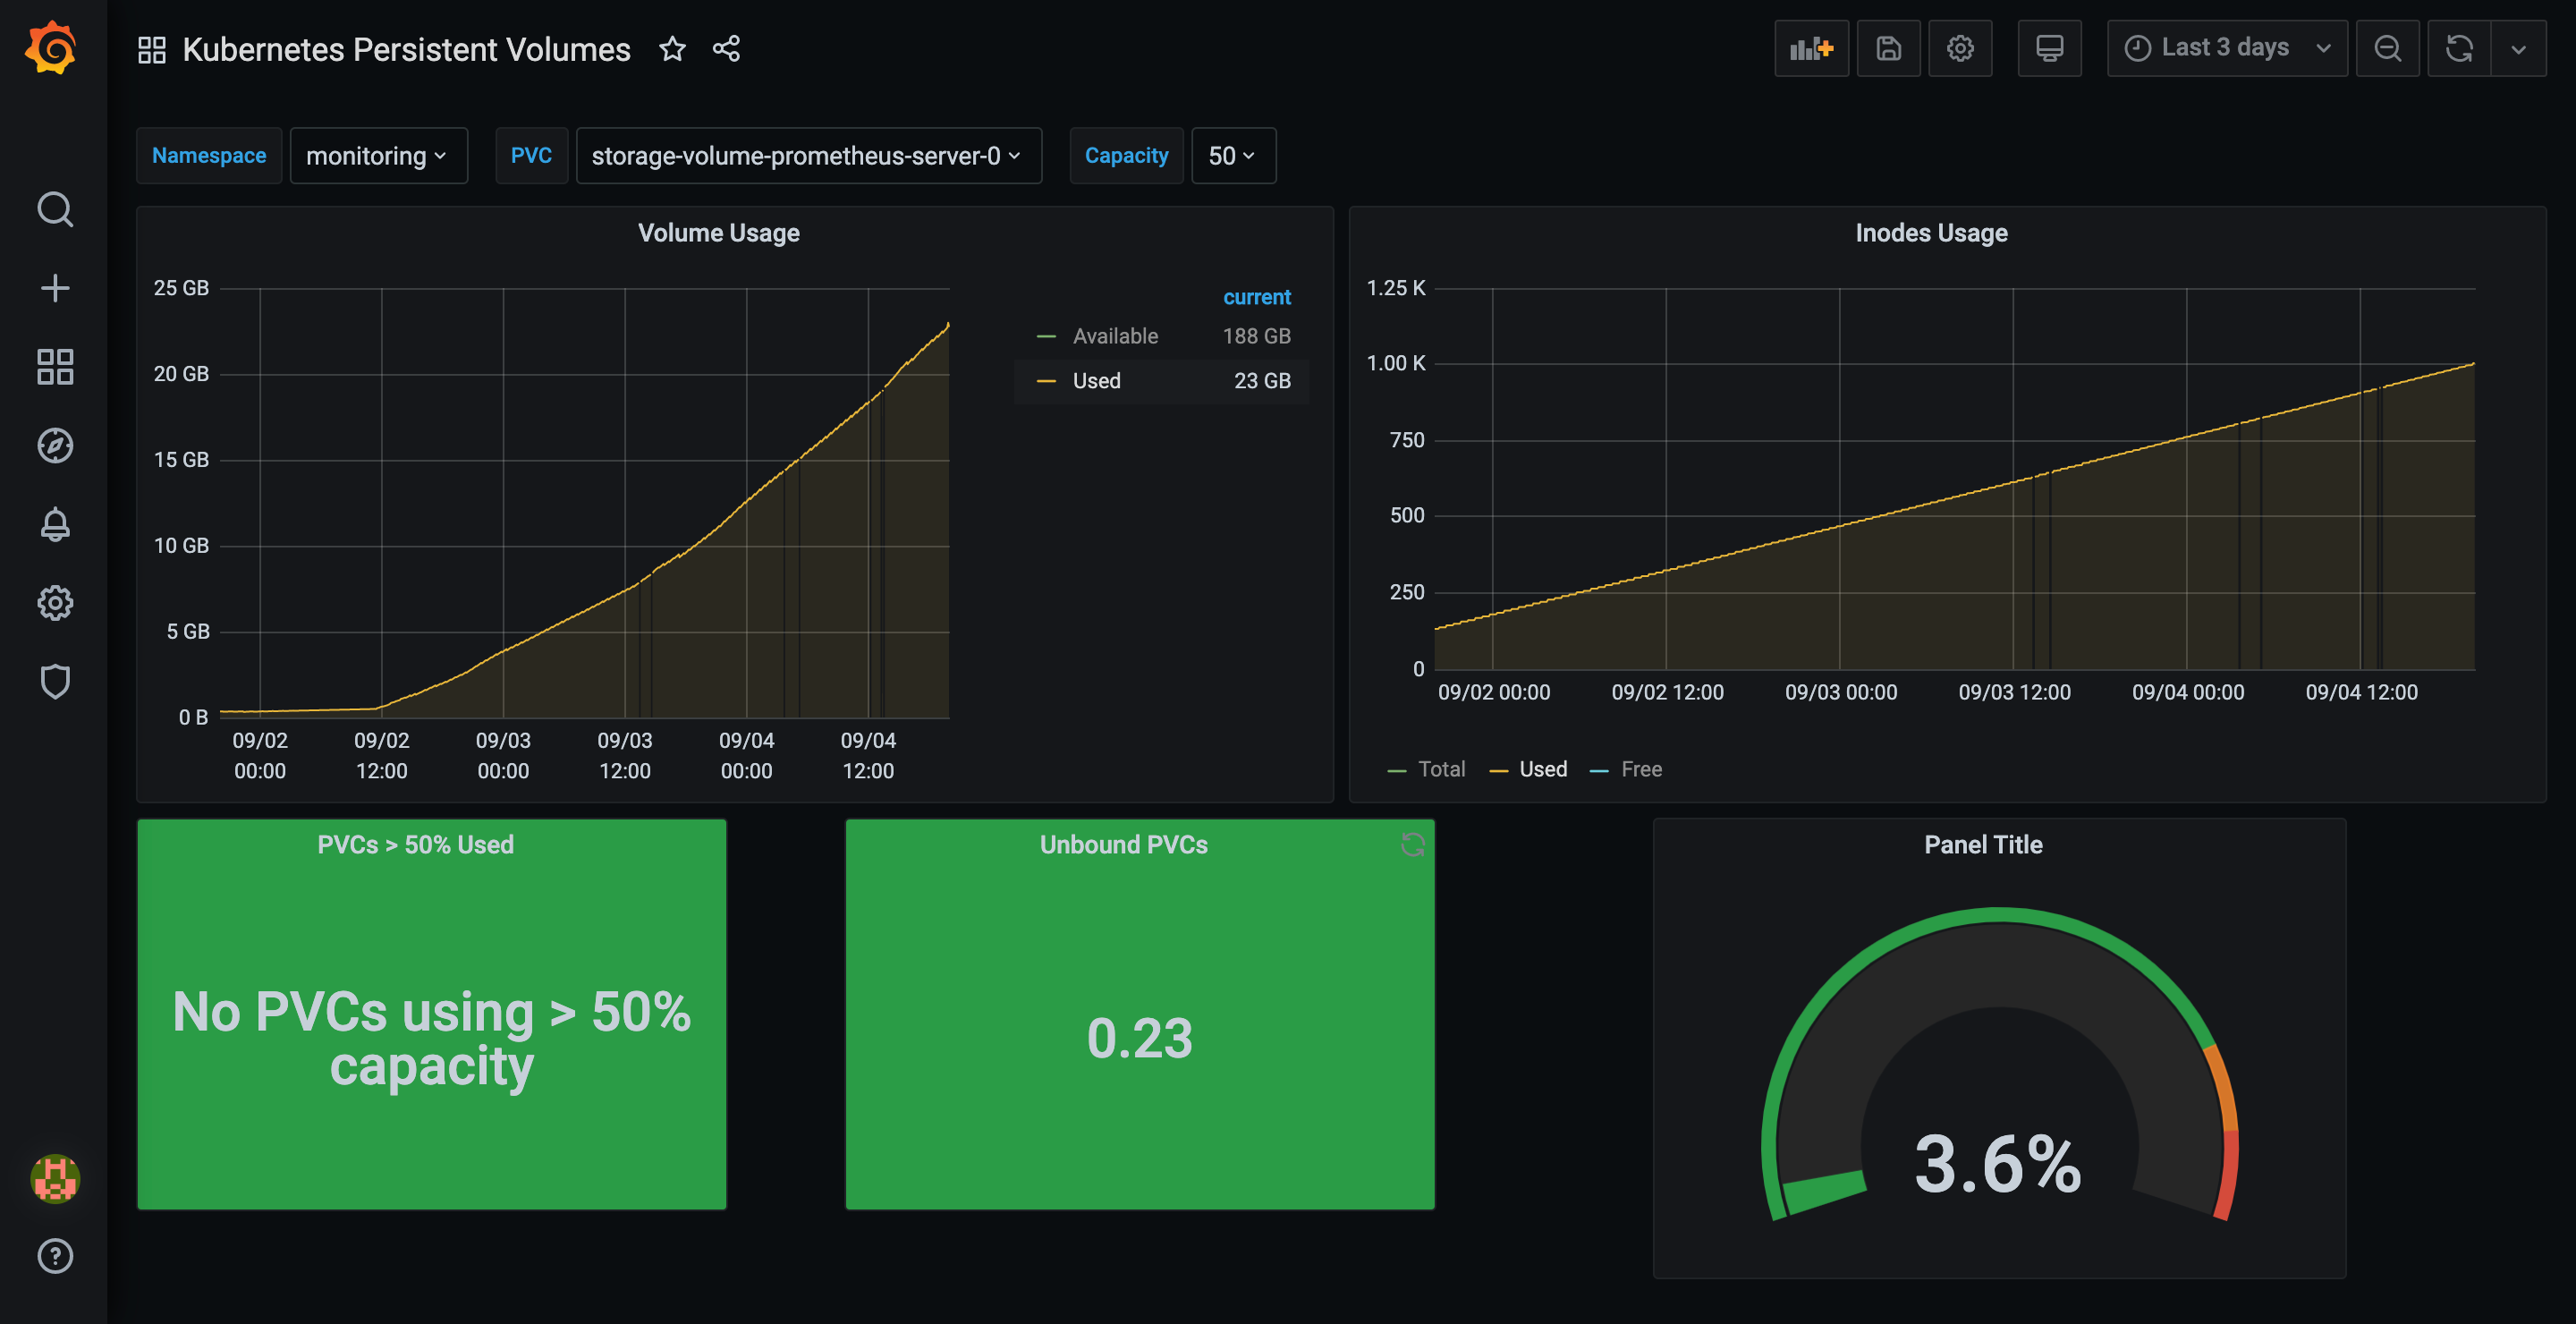 Kubernetes Persistent Volumes
Last 3 days
Namespace monitoring PVC storage-volume-prometheus-server-0 Capacity 50
Volume Usage
25 GB
20 GB
15 GB
10 GB
5 GB
0 B
09/02 00:00
09/02 12:00
09/03 00:00
09/03 12:00
09/04 00:00
09/04 12:00
current
Available 188 GB
Used 23 GB
Inodes Usage
1.25 K
1.00 K
750
500
250
0
09/02 00:00 09/02 12:00 09/03 00:00 09/03 12:00 09/04 00:00 09/04 12:00
Total Used Free
PVCs > 50% Used
No PVCs using > 50%
capacity
Unbound PVCs
0.23
Panel Title
3.6%